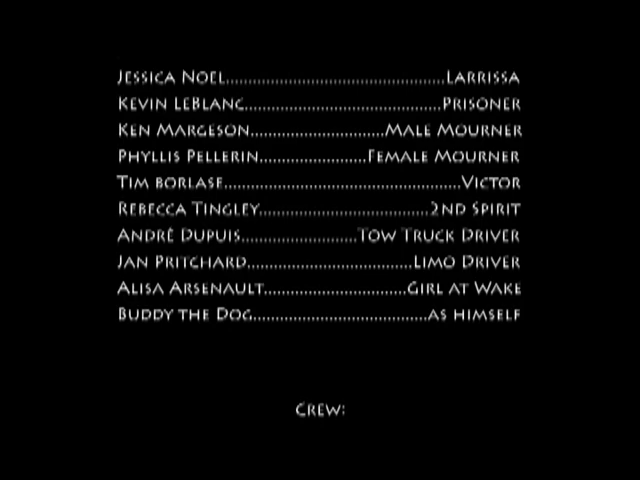 Jessica Noel................................................Larrissa
Kevin LeBlanc...........................................Prisoner
Ken Margeson.............................Male Mourner
Phyllis Pellerin.......................Female Mourner
Tim Borlase...................................................Victor
Rebecca Tingley.....................................2nd Spirit
André Dupuis.........................Tow Truck Driver
Jan Pritchard....................................Limo Driver
Alisa Arsenault...............................Girl at Wake
Buddy the Dog......................................as himself
Crew: